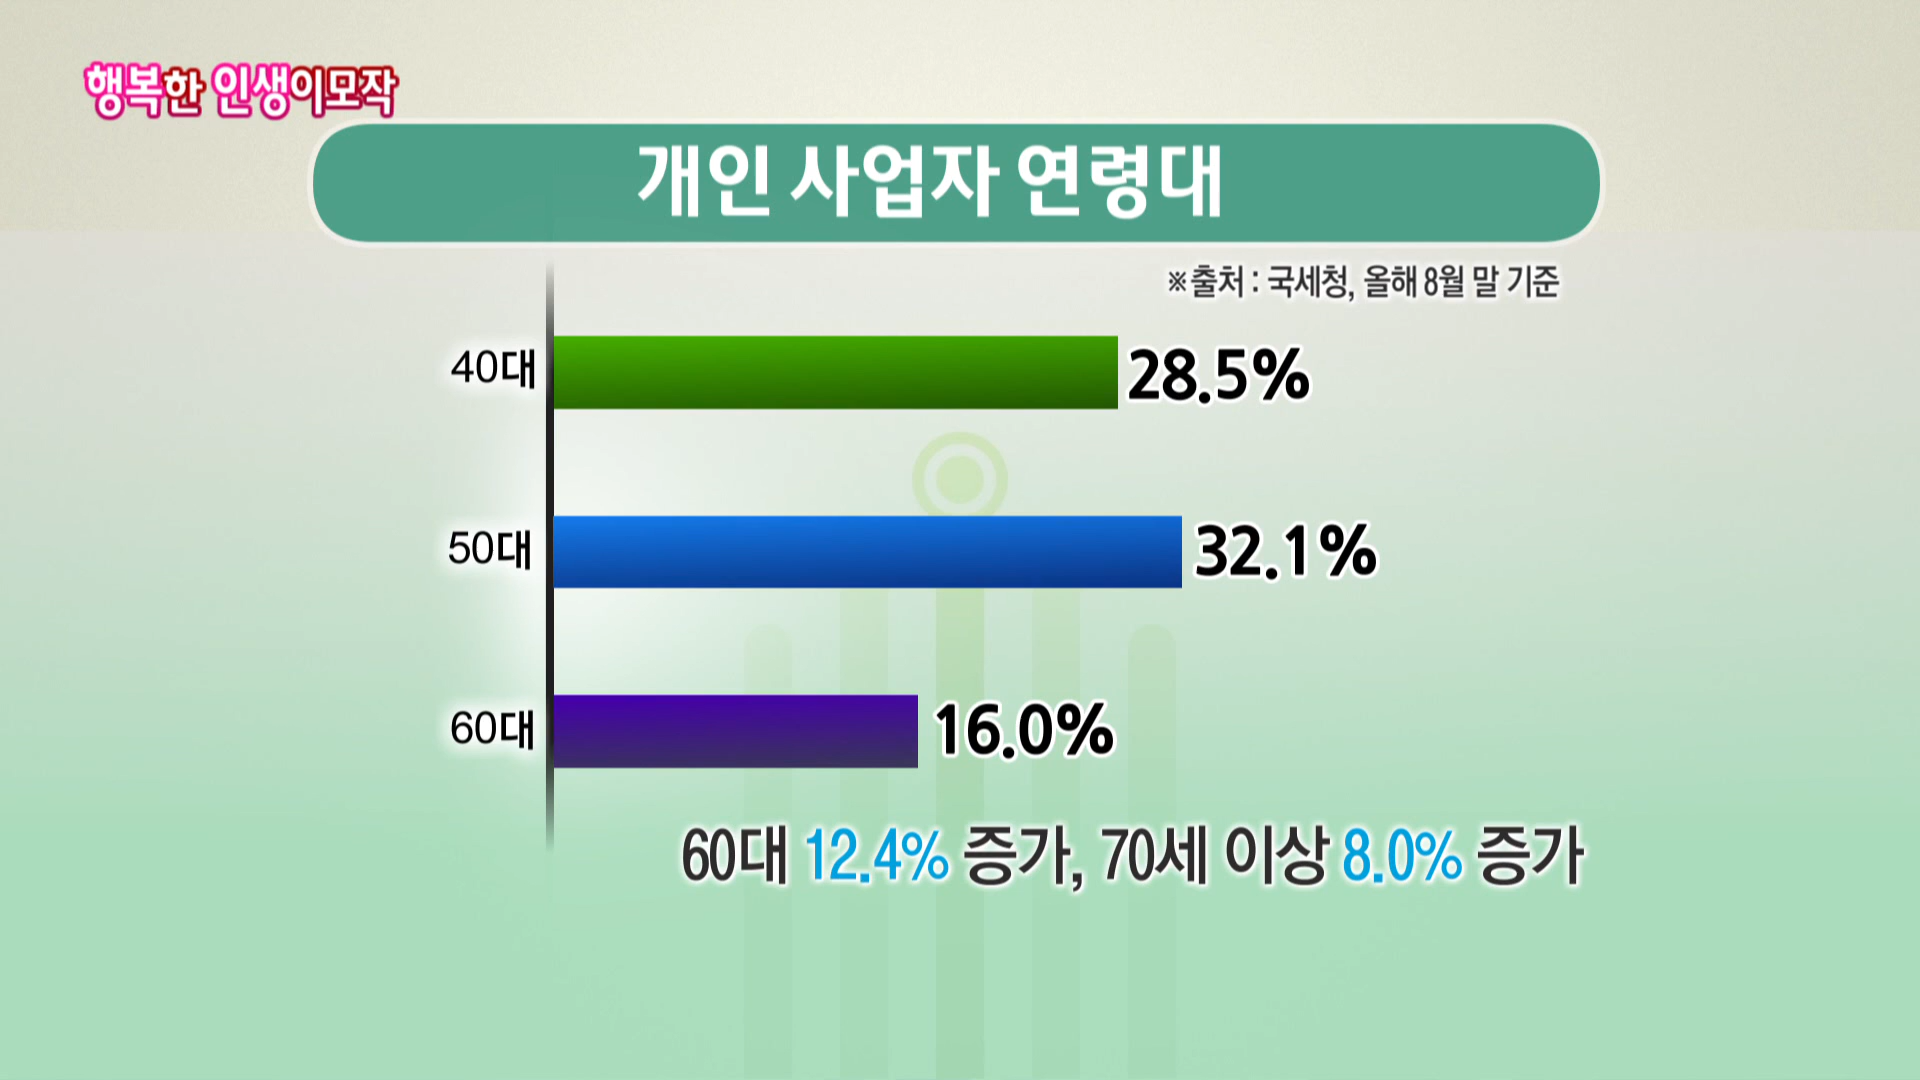 행복한 인생이모작
개인 사업자 연령대
※출처 : 국세청, 올해 8월 말 기준
40대 28.5%
50대 32.1%
60대 16.0%
60대 12.4% 증가, 70세 이상 8.0% 증가